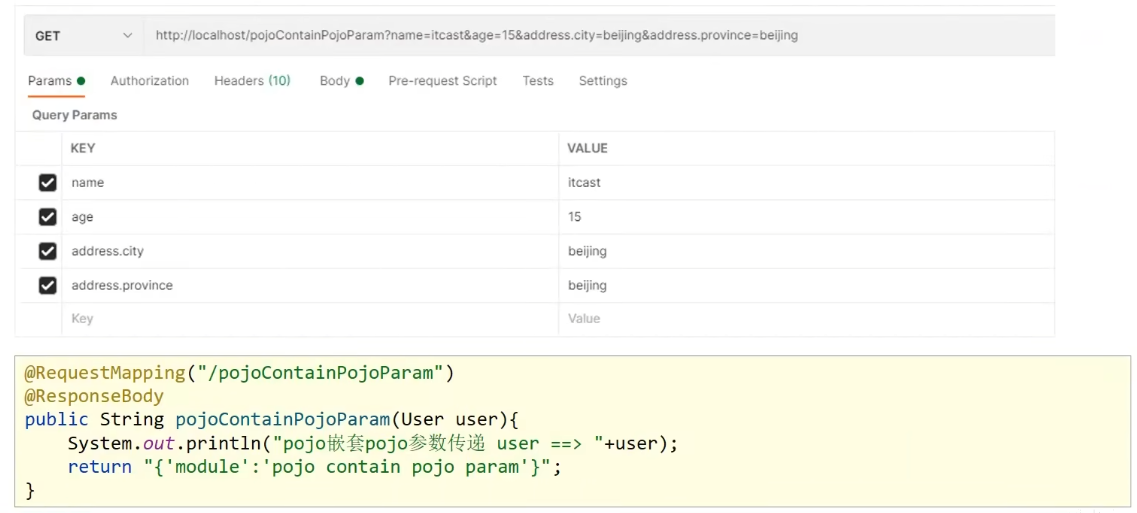 GET http://localhost/pojoContainPojoParam?name=itcast&age=15&address.city=beijing&address.province=beijing
Params Authorization Headers (10) Body Pre-request Script Tests Settings
Query Params
KEY VALUE
name itcast
age 15
address.city beijing
address.province beijing
Key Value
@RequestMapping("/pojoContainPojoParam")
@ResponseBody
public String pojoContainPojoParam(User user){
    System.out.println("pojo嵌套pojo参数传递 user ==> "+user);
    return "{'module':'pojo contain pojo param'}";
}